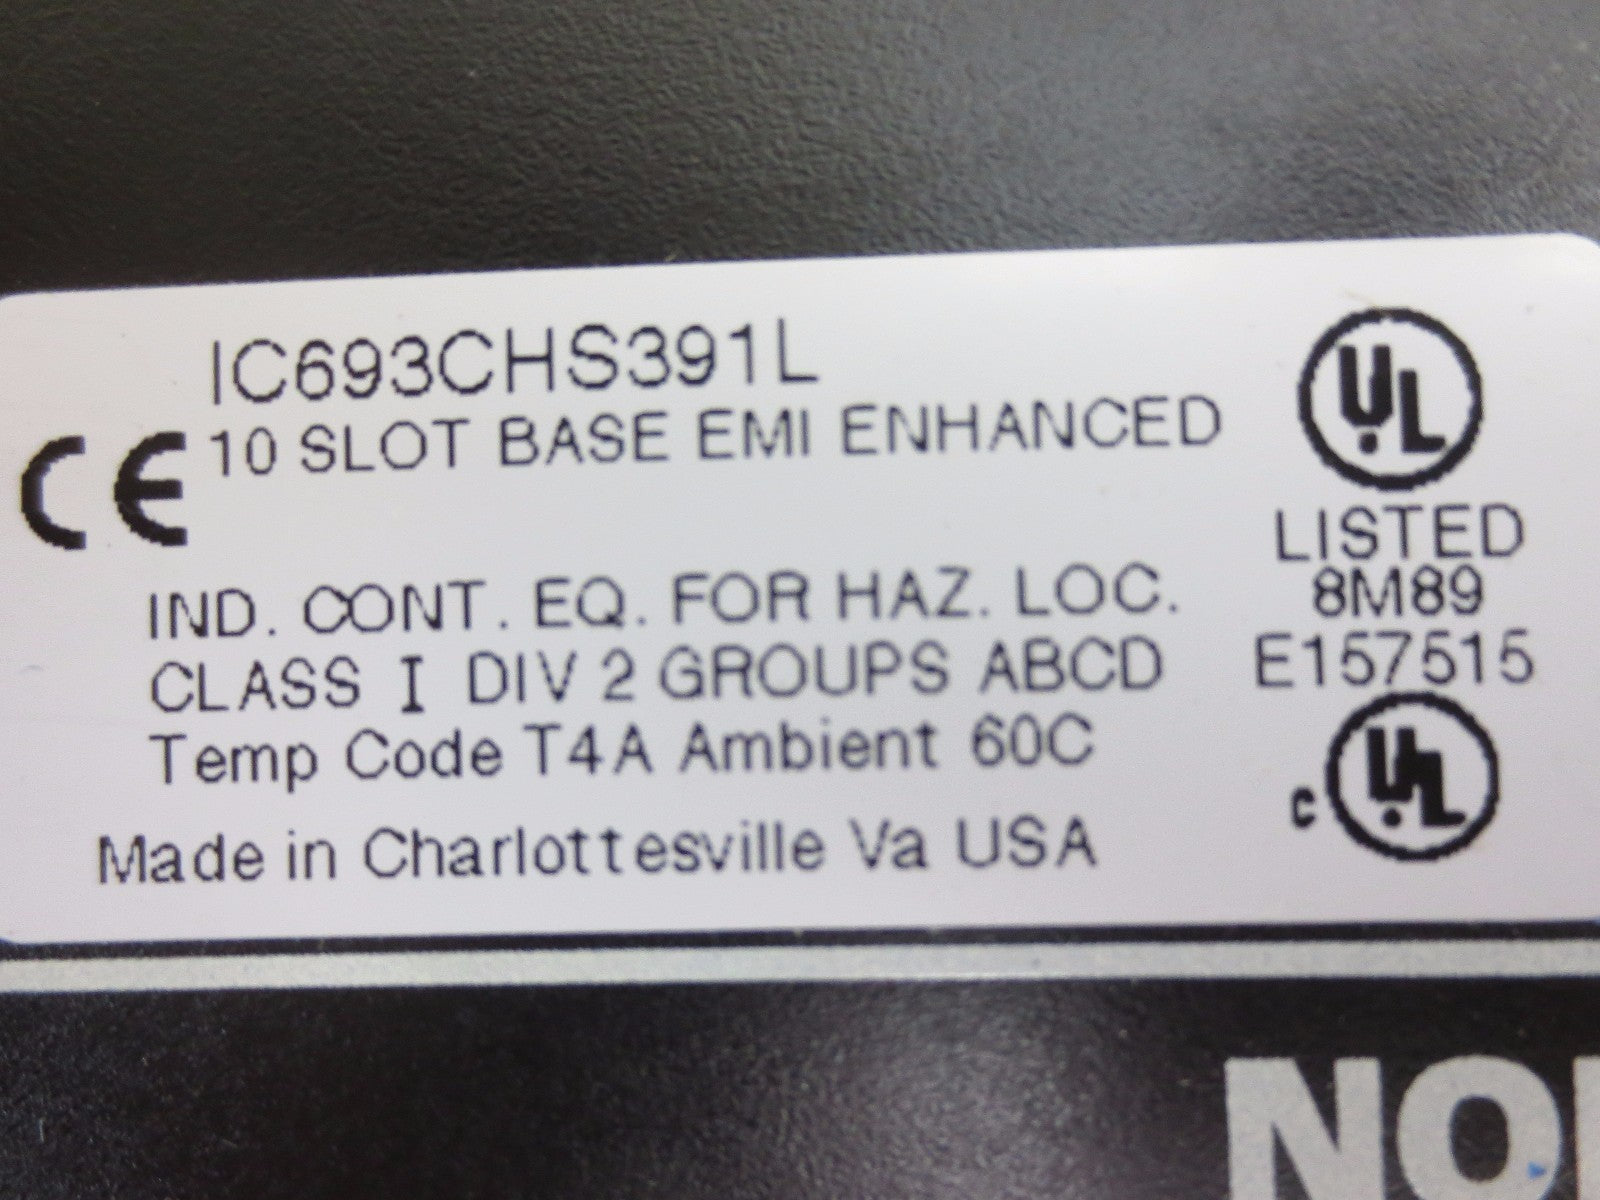 IC693CHS391L
10 SLOT BASE EMI ENHANCED
CE
IND. CONT. EQ. FOR HAZ. LOC.
CLASS I DIV 2 GROUPS ABCD
Temp Code T4A Ambient 60C
Made in Charlottesville Va USA
UL
LISTED
8M89
E157515
c UL